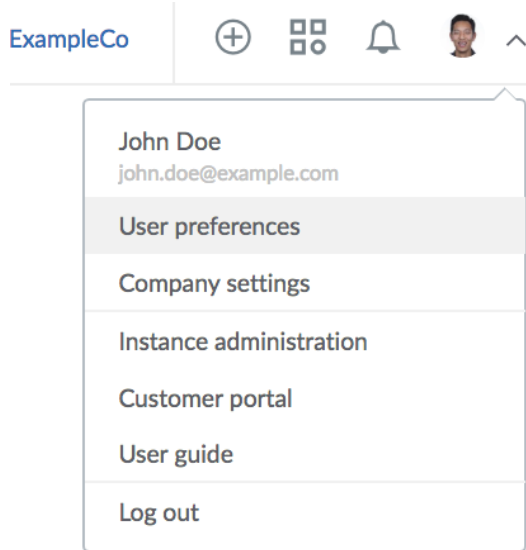 ExampleCo
John Doe
john.doe@example.com
User preferences
Company settings
Instance administration
Customer portal
User guide
Log out